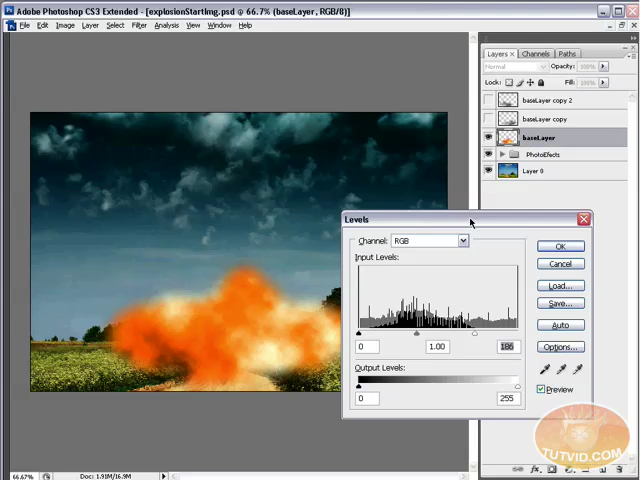 Adobe Photoshop CS3 Extended - [explosionStartImg.psd @ 66.7% (baseLayer, RGB/8)]
File Edit Image Layer Select Filter Analysis View Window Help
Layers Channels Paths
Normal Opacity: 100%
Lock: Fill: 100%
baseLayer copy 2
baseLayer copy
baseLayer
PhotoEfects
Layer 0
Levels
Channel: RGB
Input Levels:
0 1.00 186
Output Levels:
0 255
OK
Cancel
Load...
Save...
Auto
Options...
Preview
TUTVID.COM
66.67% Doc: 1.91M/16.9M